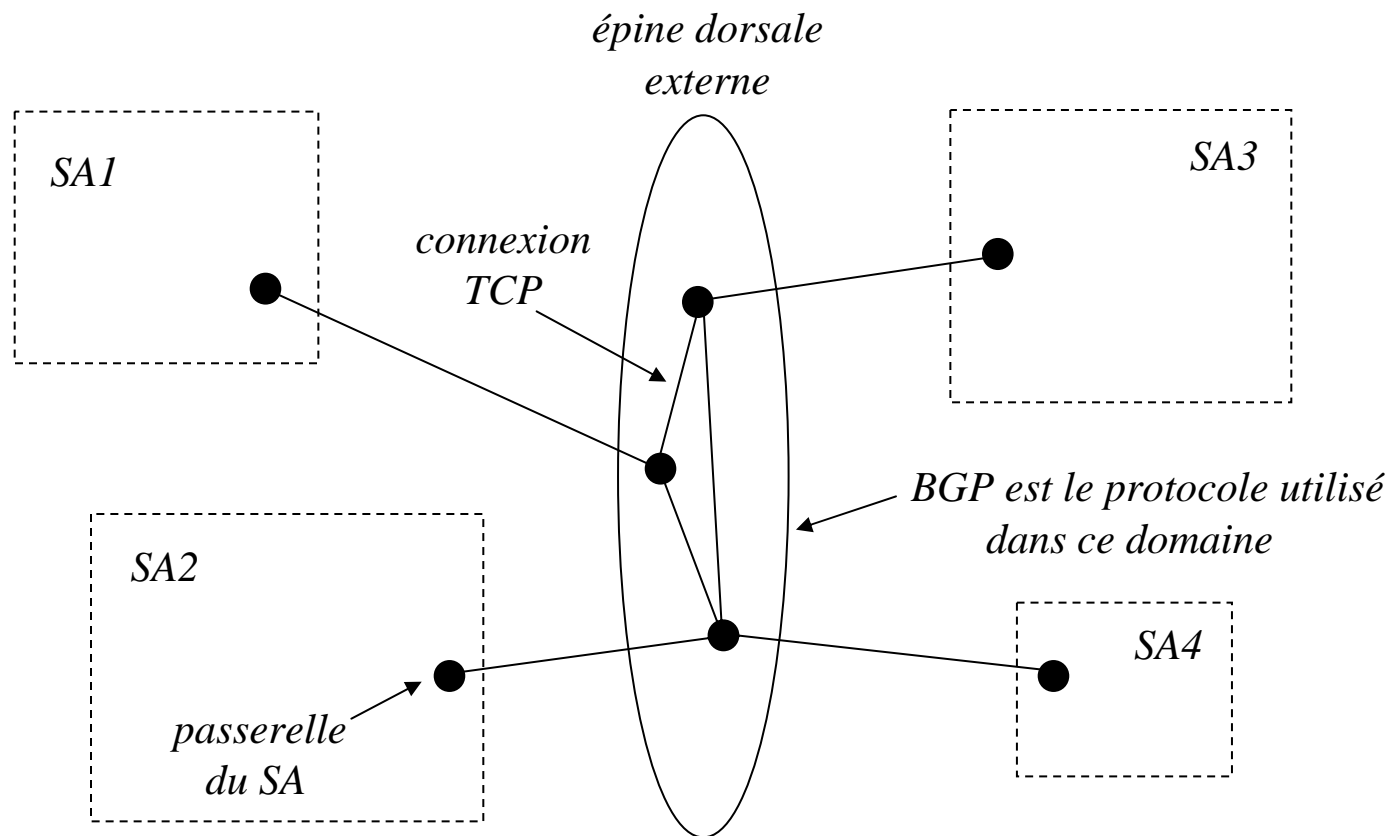 épine dorsale
externe
SA1
SA3
connexion
TCP
BGP est le protocole utilisé
dans ce domaine
SA2
SA4
passerelle
du SA